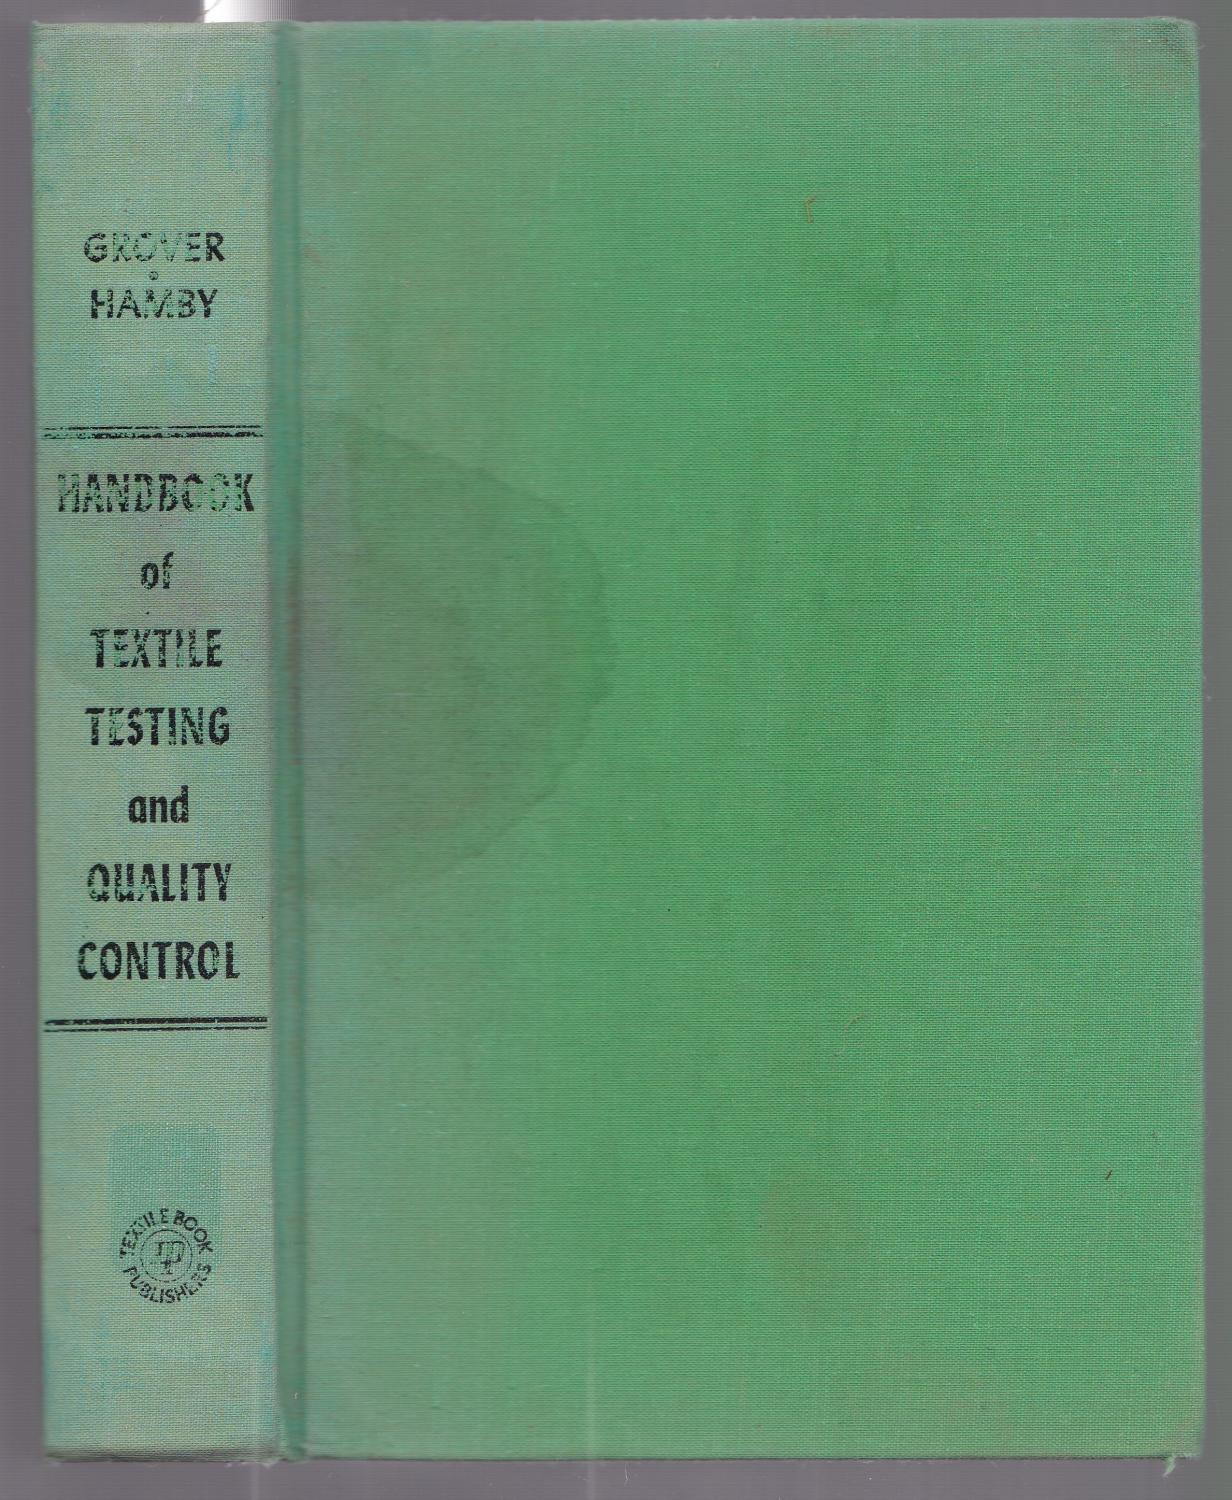 GROVER
HAMBY
HANDBOOK
of
TEXTILE
TESTING
and
QUALITY
CONTROL
TEXTILE BOOK
PUBLISHERS